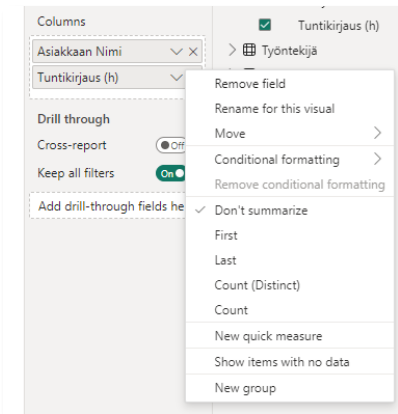 Columns
Asiakkaan Nimi
Tuntikirjaus (h)
Drill through
Cross-report
Off
Keep all filters
On
Add drill-through fields he
Tuntikirjaus (h)
Työntekijä
Remove field
Rename for this visual
Move
Conditional formatting
Remove conditional formatting
Don't summarize
First
Last
Count (Distinct)
Count
New quick measure
Show items with no data
New group